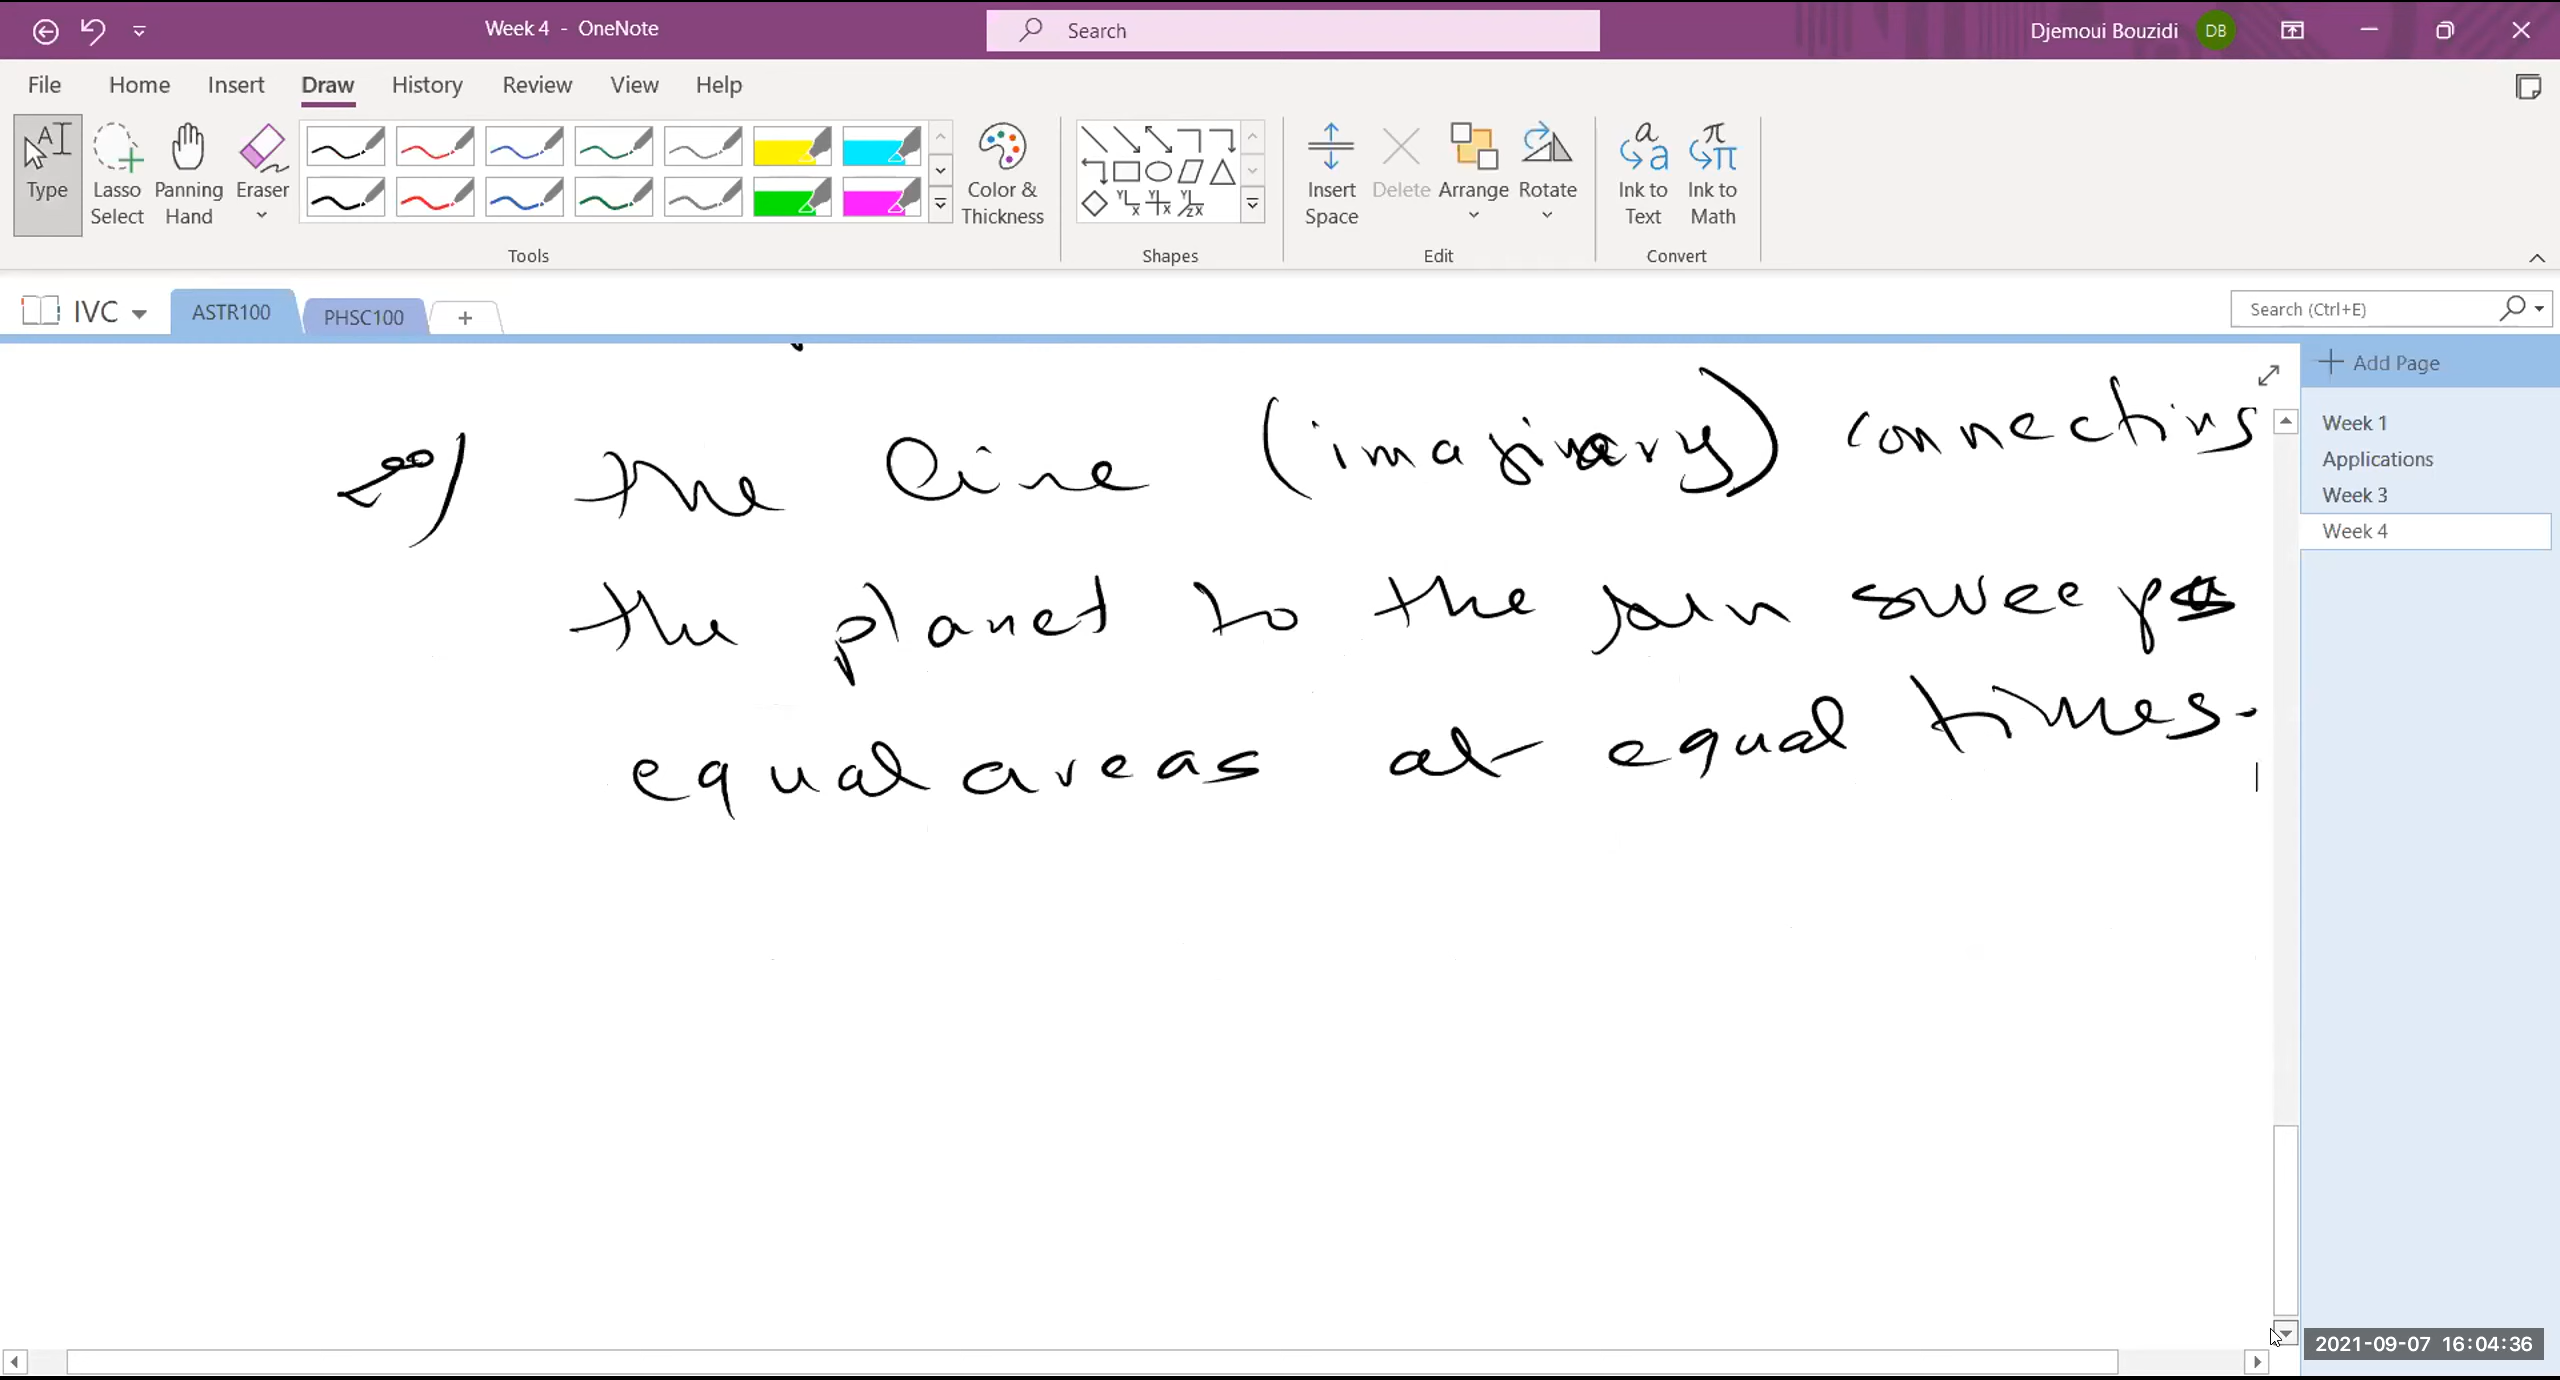 Week 4 - OneNote
Search
Djemoui Bouzidi DB
File Home Insert Draw History Review View Help
Type
Lasso Select
Panning Hand
Eraser
Color & Thickness
Insert Space
Delete
Arrange
Rotate
Ink to Text
Ink to Math
Tools
Shapes
Edit
Convert
IVC
ASTR100
PHSC100
+
Search (Ctrl+E)
Add Page
Week 1
Applications
Week 3
Week 4
2°) the line (imaginary) connecting
the planet to the sun sweeps
equal areas at equal times.
2021-09-07 16:04:36